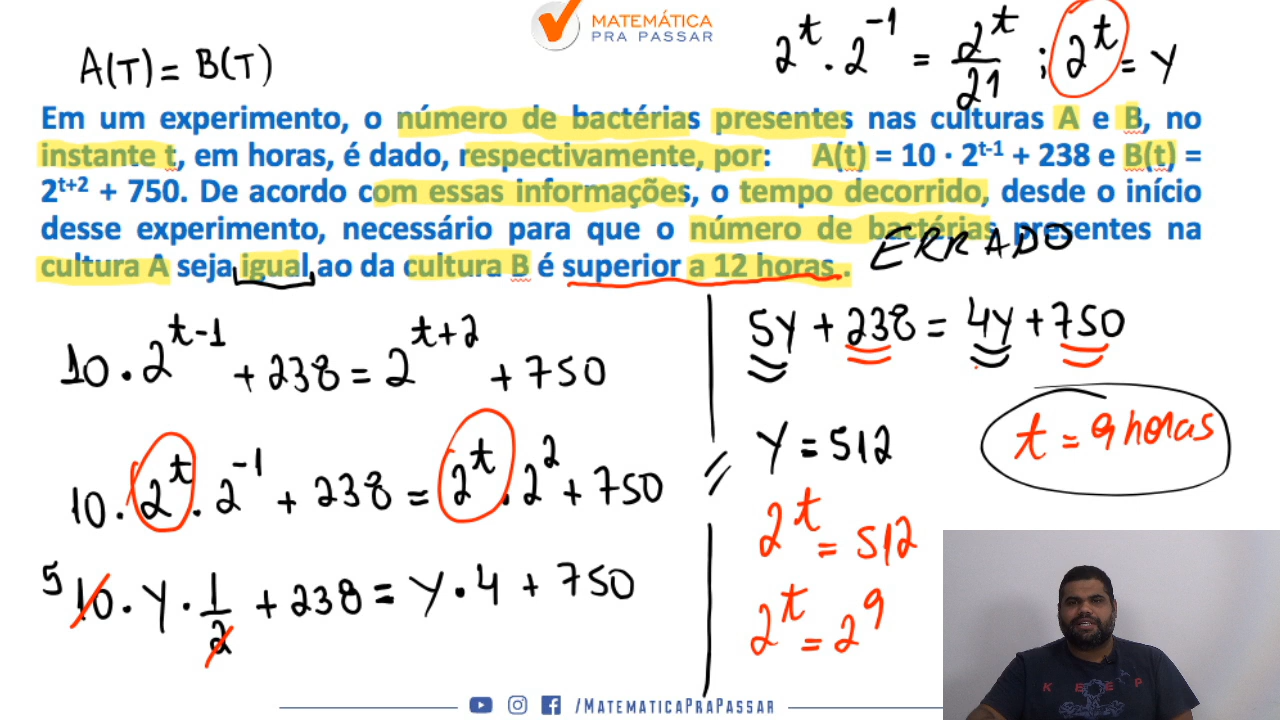 MATEMÁTICA
PRA PASSAR
A(T) = B(T)
2^t . 2^-1 = 2^t/21 ; 2^t = Y
Em um experimento, o número de bactérias presentes nas culturas A e B, no
instante t, em horas, é dado, respectivamente, por: A(t) = 10 · 2^t-1 + 238 e B(t) =
2^t+2 + 750. De acordo com essas informações, o tempo decorrido, desde o início
desse experimento, necessário para que o número de bactérias presentes na
cultura A seja igual ao da cultura B é superior a 12 horas.
ERRADO
10 . 2^t-1 + 238 = 2^t+2 + 750
10 . 2^t . 2^-1 + 238 = 2^t . 2^2 + 750
5 10 . Y . 1/2 + 238 = Y . 4 + 750
5Y + 238 = 4Y + 750
Y = 512
2^t = 512
2^t = 2^9
t = 9 horas
KEEP
/MATEMATICAPRAPASSAR